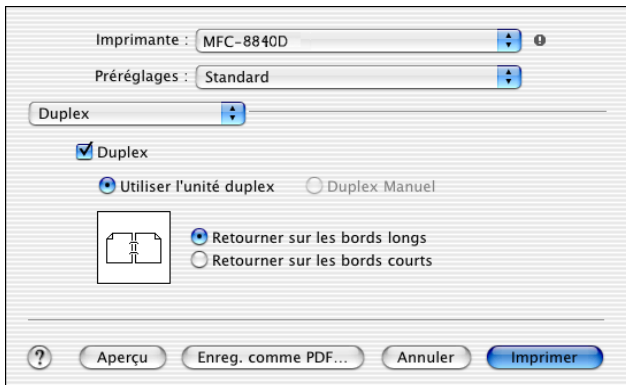 Imprimante : MFC-8840D
Préréglages : Standard
Duplex
Duplex
Utiliser l'unité duplex Duplex Manuel
Retourner sur les bords longs
Retourner sur les bords courts
? Aperçu Enreg. comme PDF... Annuler Imprimer